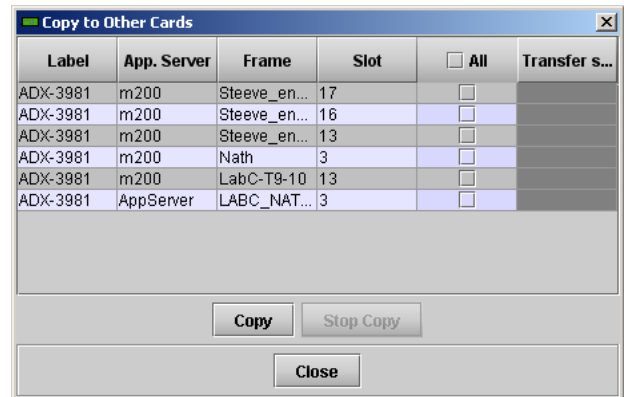 Copy to Other Cards
Label App. Server Frame Slot All Transfer s...
ADX-3981 m200 Steeve_en... 17
ADX-3981 m200 Steeve_en... 16
ADX-3981 m200 Steeve_en... 13
ADX-3981 m200 Nath 3
ADX-3981 m200 LabC-T9-10 13
ADX-3981 AppServer LABC_NAT... 3
Copy Stop Copy
Close